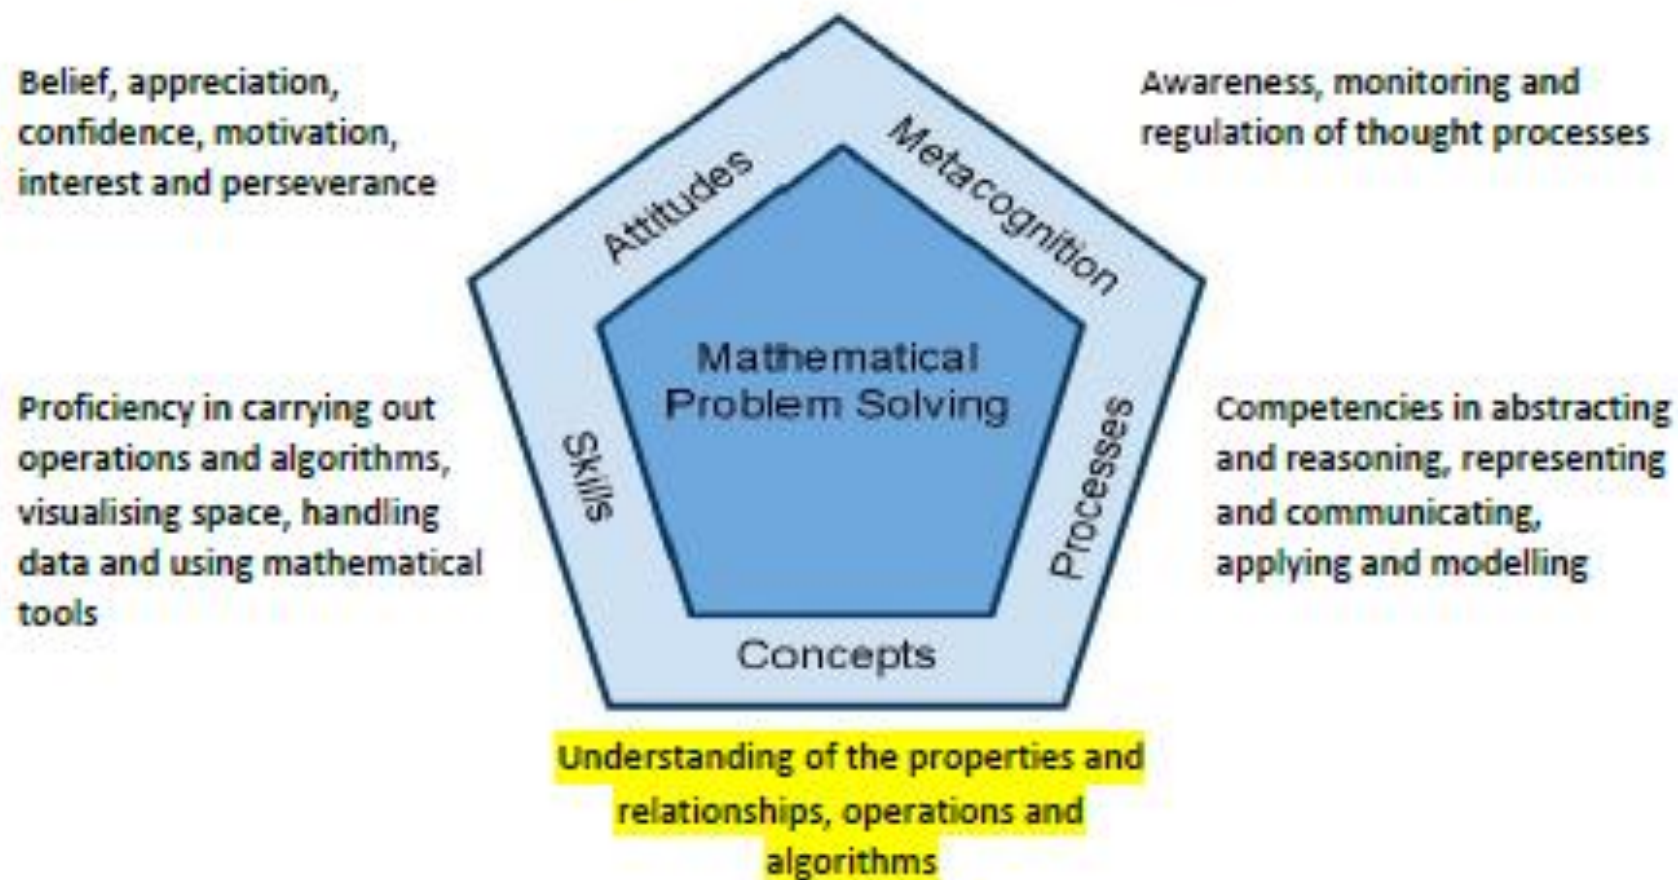 Belief, appreciation,
confidence, motivation,
interest and perseverance
Attitudes
Metacognition
Awareness, monitoring and
regulation of thought processes
Mathematical
Problem Solving
Proficiency in carrying out
operations and algorithms,
visualising space, handling
data and using mathematical
tools
Skills
Processes
Competencies in abstracting
and reasoning, representing
and communicating,
applying and modelling
Concepts
Understanding of the properties and
relationships, operations and
algorithms